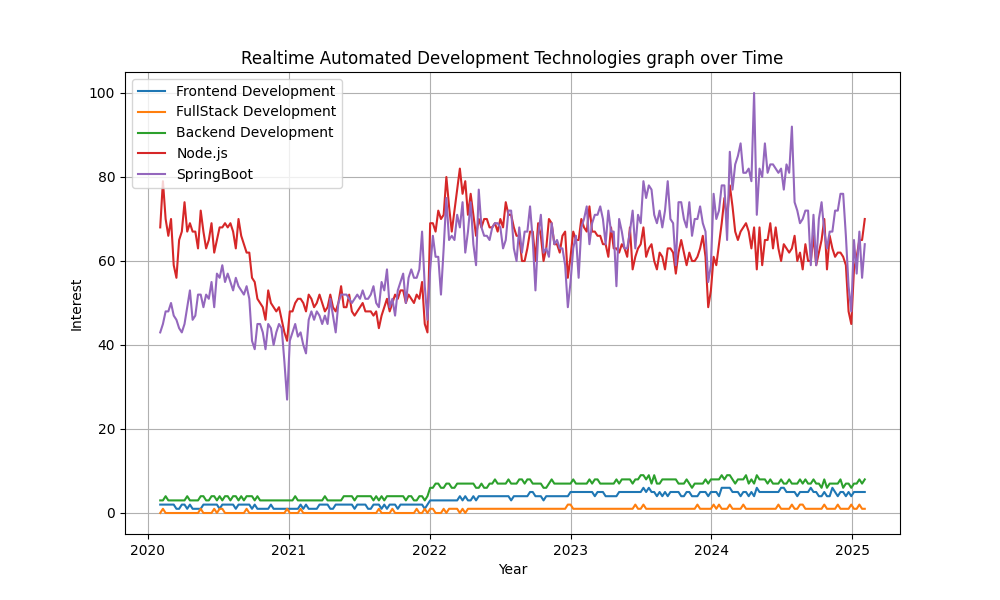 Realtime Automated Development Technologies graph over Time
Frontend Development
FullStack Development
Backend Development
Node.js
SpringBoot
100
80
60
40
20
0
Interest
2020
2021
2022
2023
2024
2025
Year